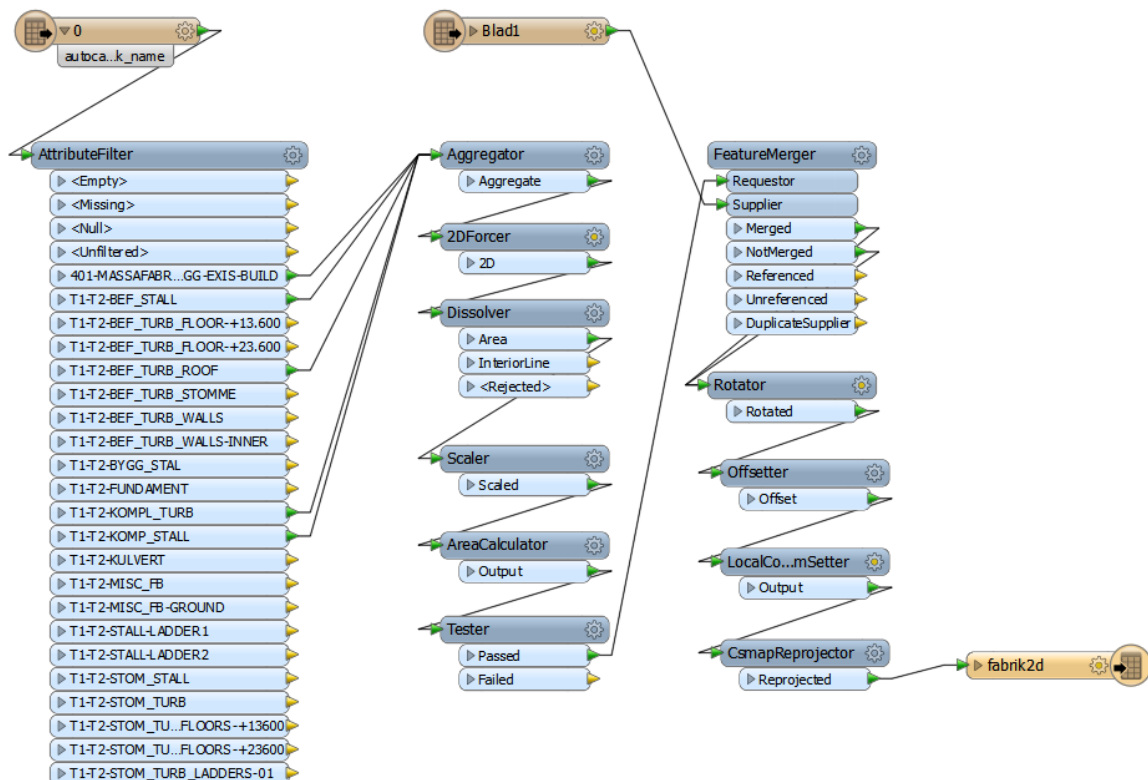 0
autoca...k_name
Blad1
AttributeFilter
<Empty>
<Missing>
<Null>
<Unfiltered>
401-MASSAFABR...GG-EXIS-BUILD
T1-T2-BEF_STALL
T1-T2-BEF_TURB_FLOOR-+13.600
T1-T2-BEF_TURB_FLOOR-+23.600
T1-T2-BEF_TURB_ROOF
T1-T2-BEF_TURB_STOMME
T1-T2-BEF_TURB_WALLS
T1-T2-BEF_TURB_WALLS-INNER
T1-T2-BYGG_STAL
T1-T2-FUNDAMENT
T1-T2-KOMPL_TURB
T1-T2-KOMP_STALL
T1-T2-KULVERT
T1-T2-MISC_FB
T1-T2-MISC_FB-GROUND
T1-T2-STALL-LADDER1
T1-T2-STALL-LADDER2
T1-T2-STOM_STALL
T1-T2-STOM_TURB
T1-T2-STOM_TU...FLOORS-+13600
T1-T2-STOM_TU...FLOORS-+23600
T1-T2-STOM_TURB_LADDERS-01
Aggregator
Aggregate
2DForcer
2D
Dissolver
Area
InteriorLine
<Rejected>
Scaler
Scaled
AreaCalculator
Output
Tester
Passed
Failed
FeatureMerger
Requestor
Supplier
Merged
NotMerged
Referenced
Unreferenced
DuplicateSupplier
Rotator
Rotated
Offsetter
Offset
LocalCo...mSetter
Output
CsmapReprojector
Reprojected
fabrik2d